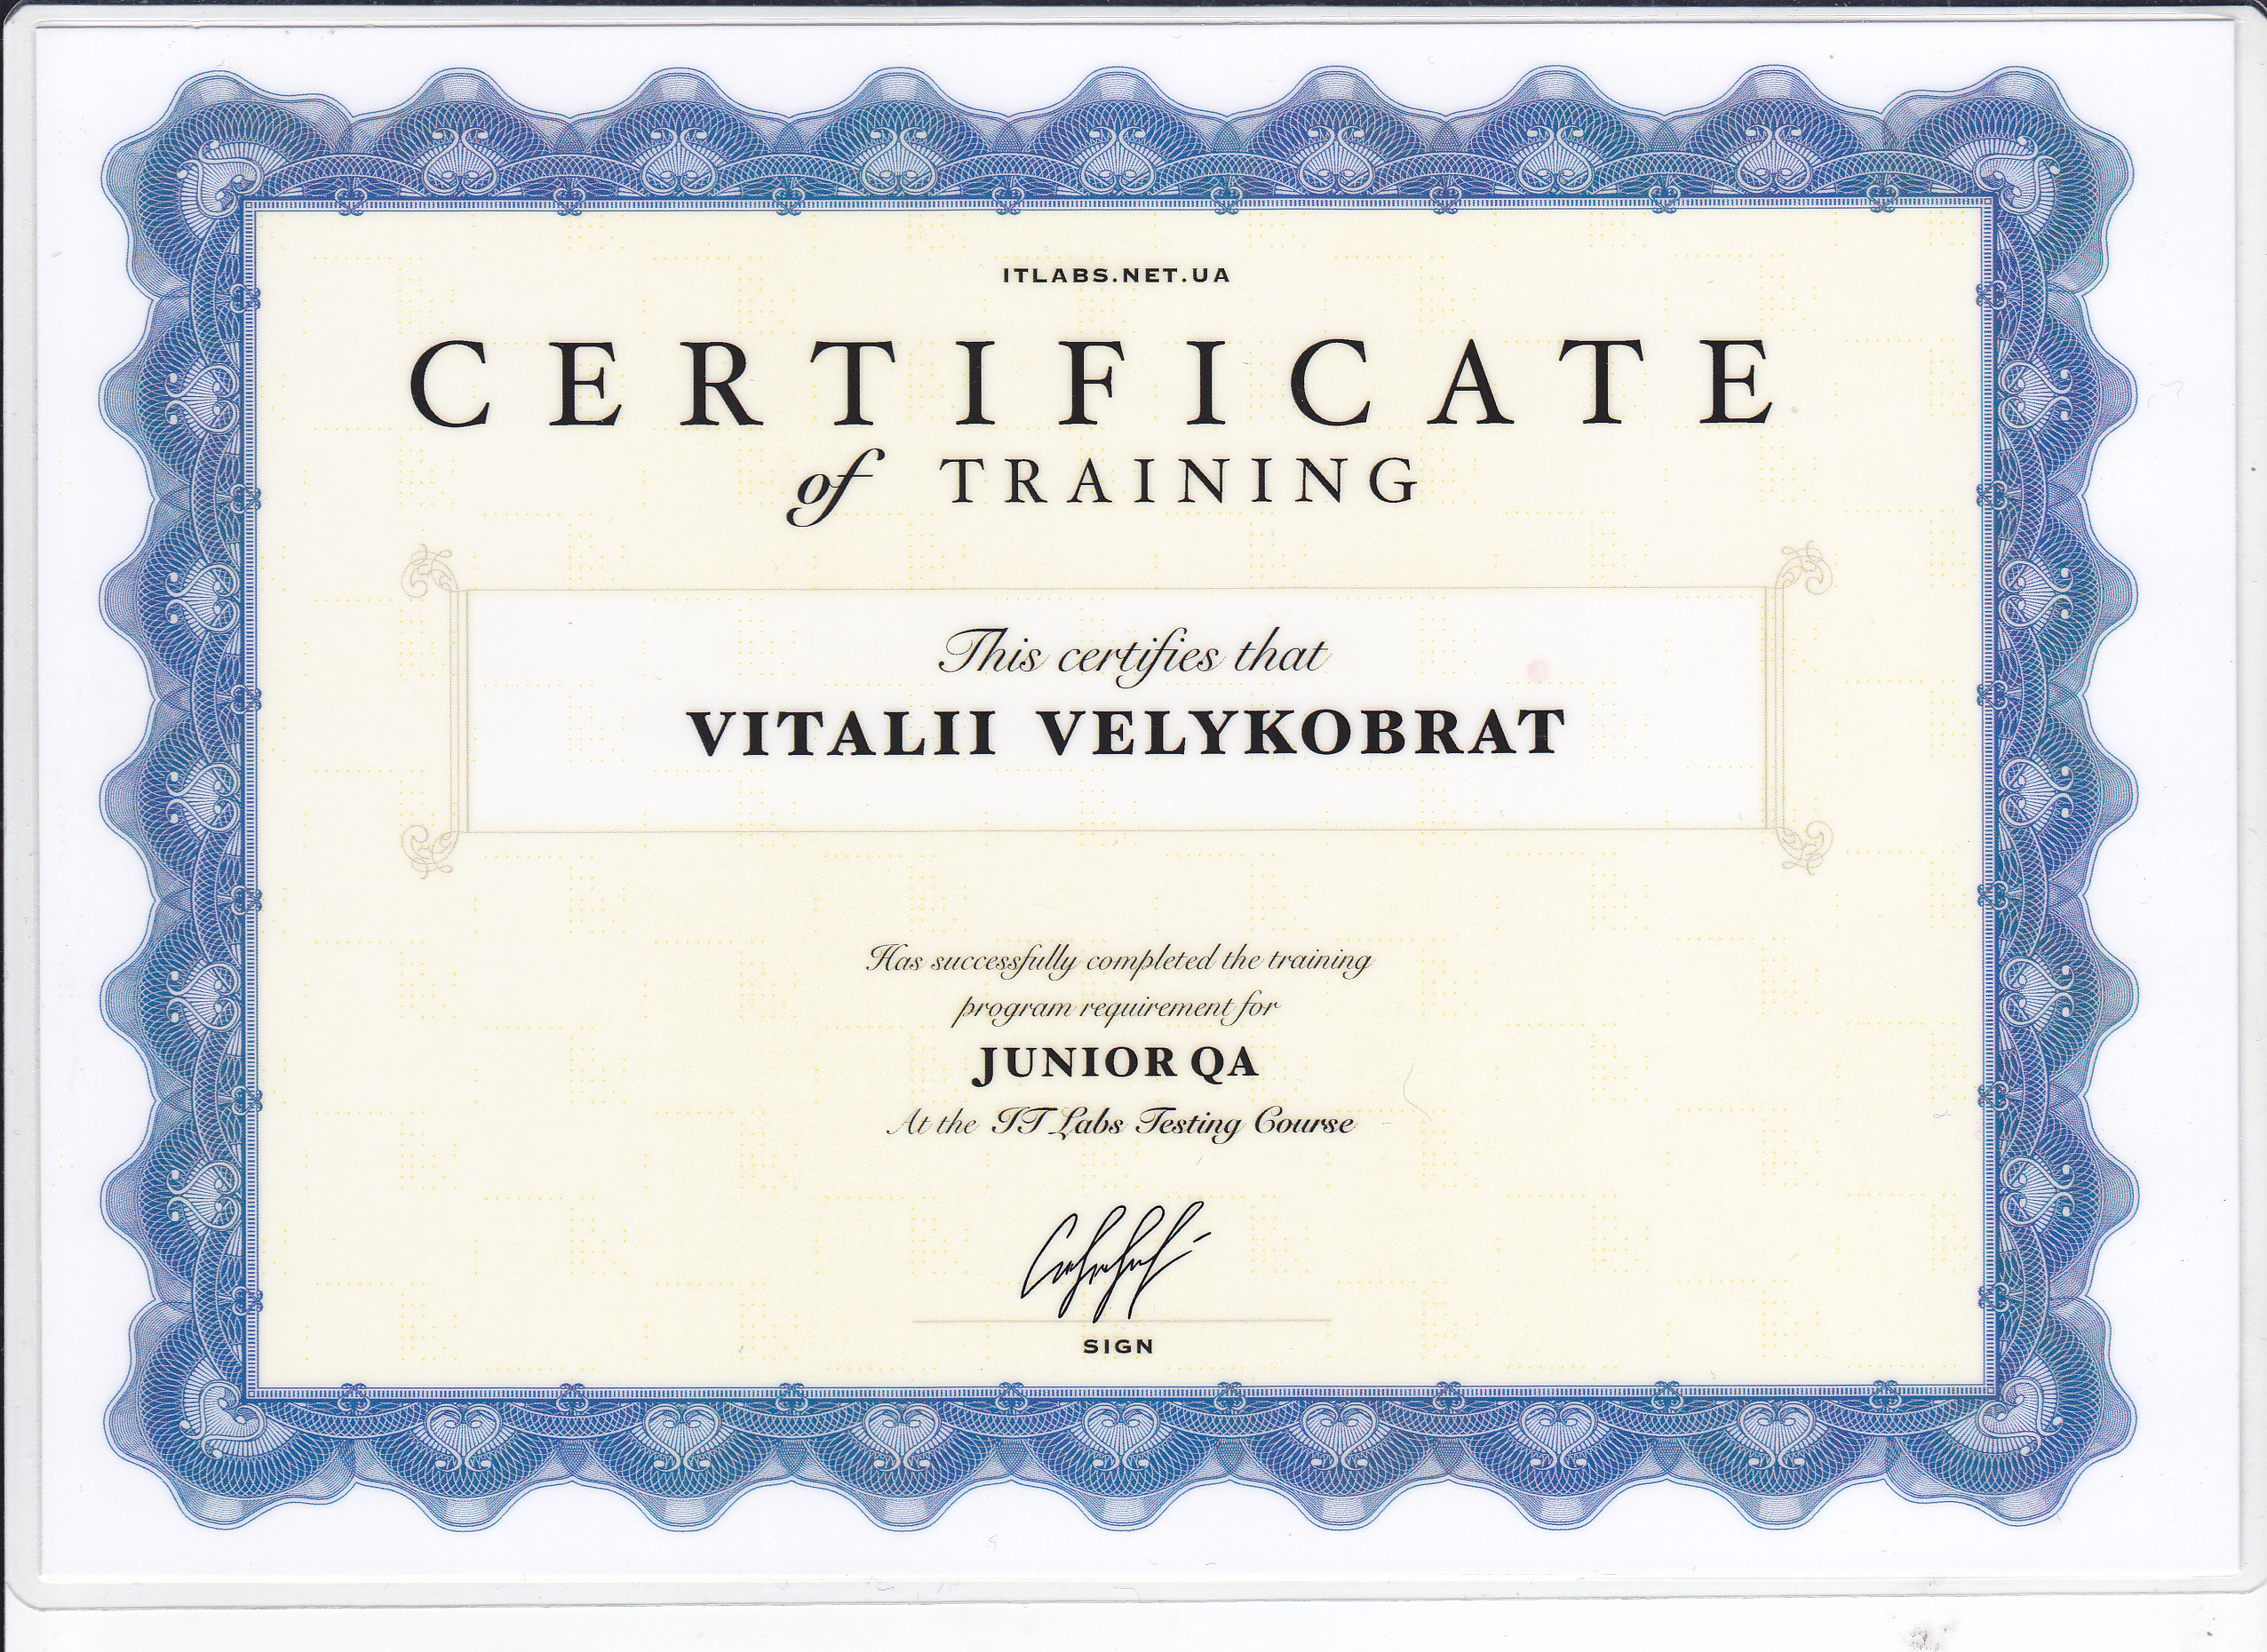 ITLABS.NET.UA
CERTIFICATE
of TRAINING
This certifies that
VITALII VELYKOBRAT
Has successfully completed the training
program requirement for
JUNIOR QA
At the IT Labs Testing Course
SIGN